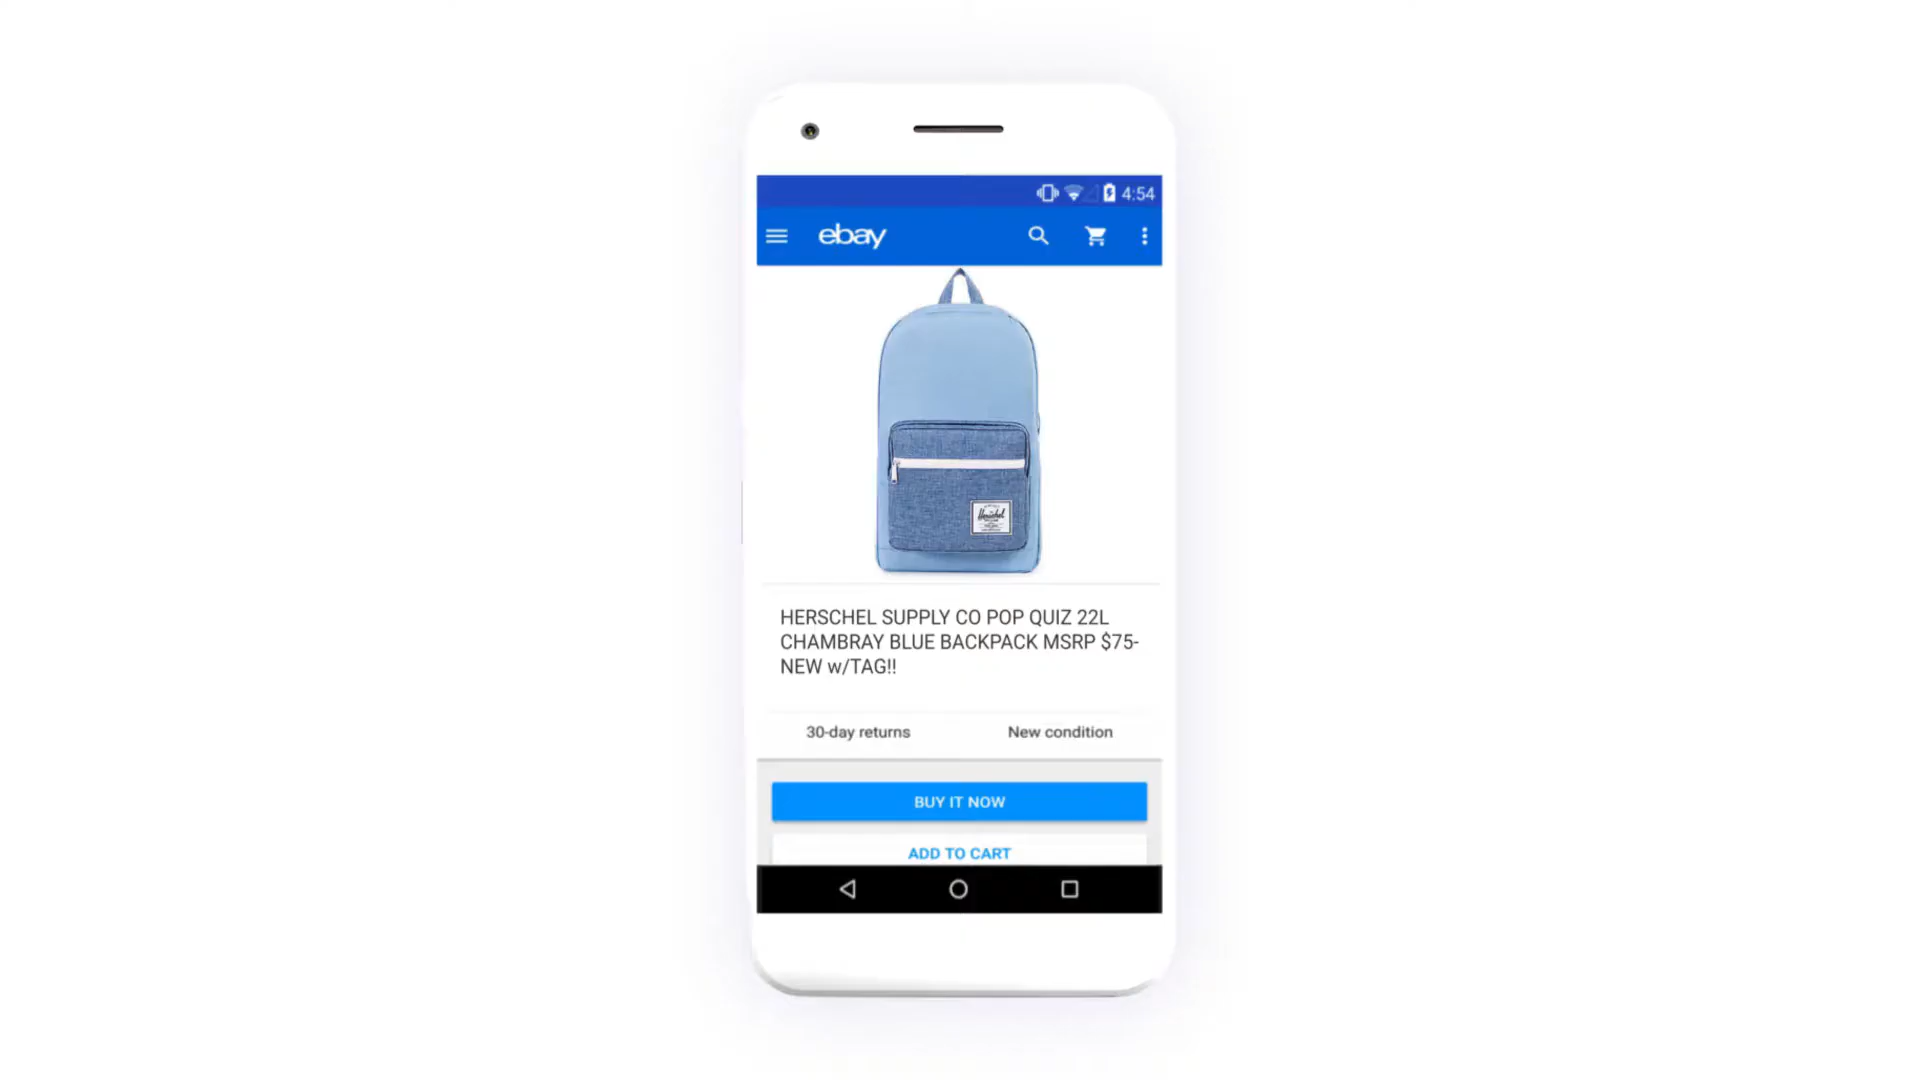 4:54
ebay
Herschel
HERSCHEL SUPPLY CO POP QUIZ 22L
CHAMBRAY BLUE BACKPACK MSRP $75-
NEW w/TAG!!
30-day returns
New condition
BUY IT NOW
ADD TO CART